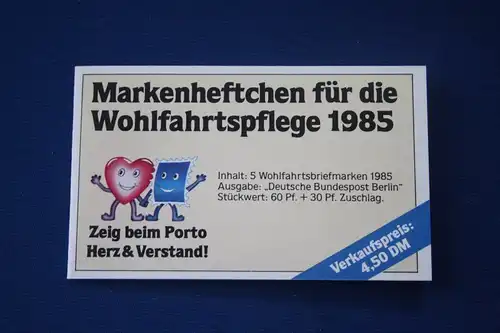 Markenheftchen für die
Wohlfahrtspflege 1985
Inhalt: 5 Wohlfahrtsbriefmarken 1985
Ausgabe: „Deutsche Bundespost Berlin"
Stückwert: 60 Pf. + 30 Pf. Zuschlag.
Zeig beim Porto
Herz & Verstand!
Verkaufspreis:
4,50 DM